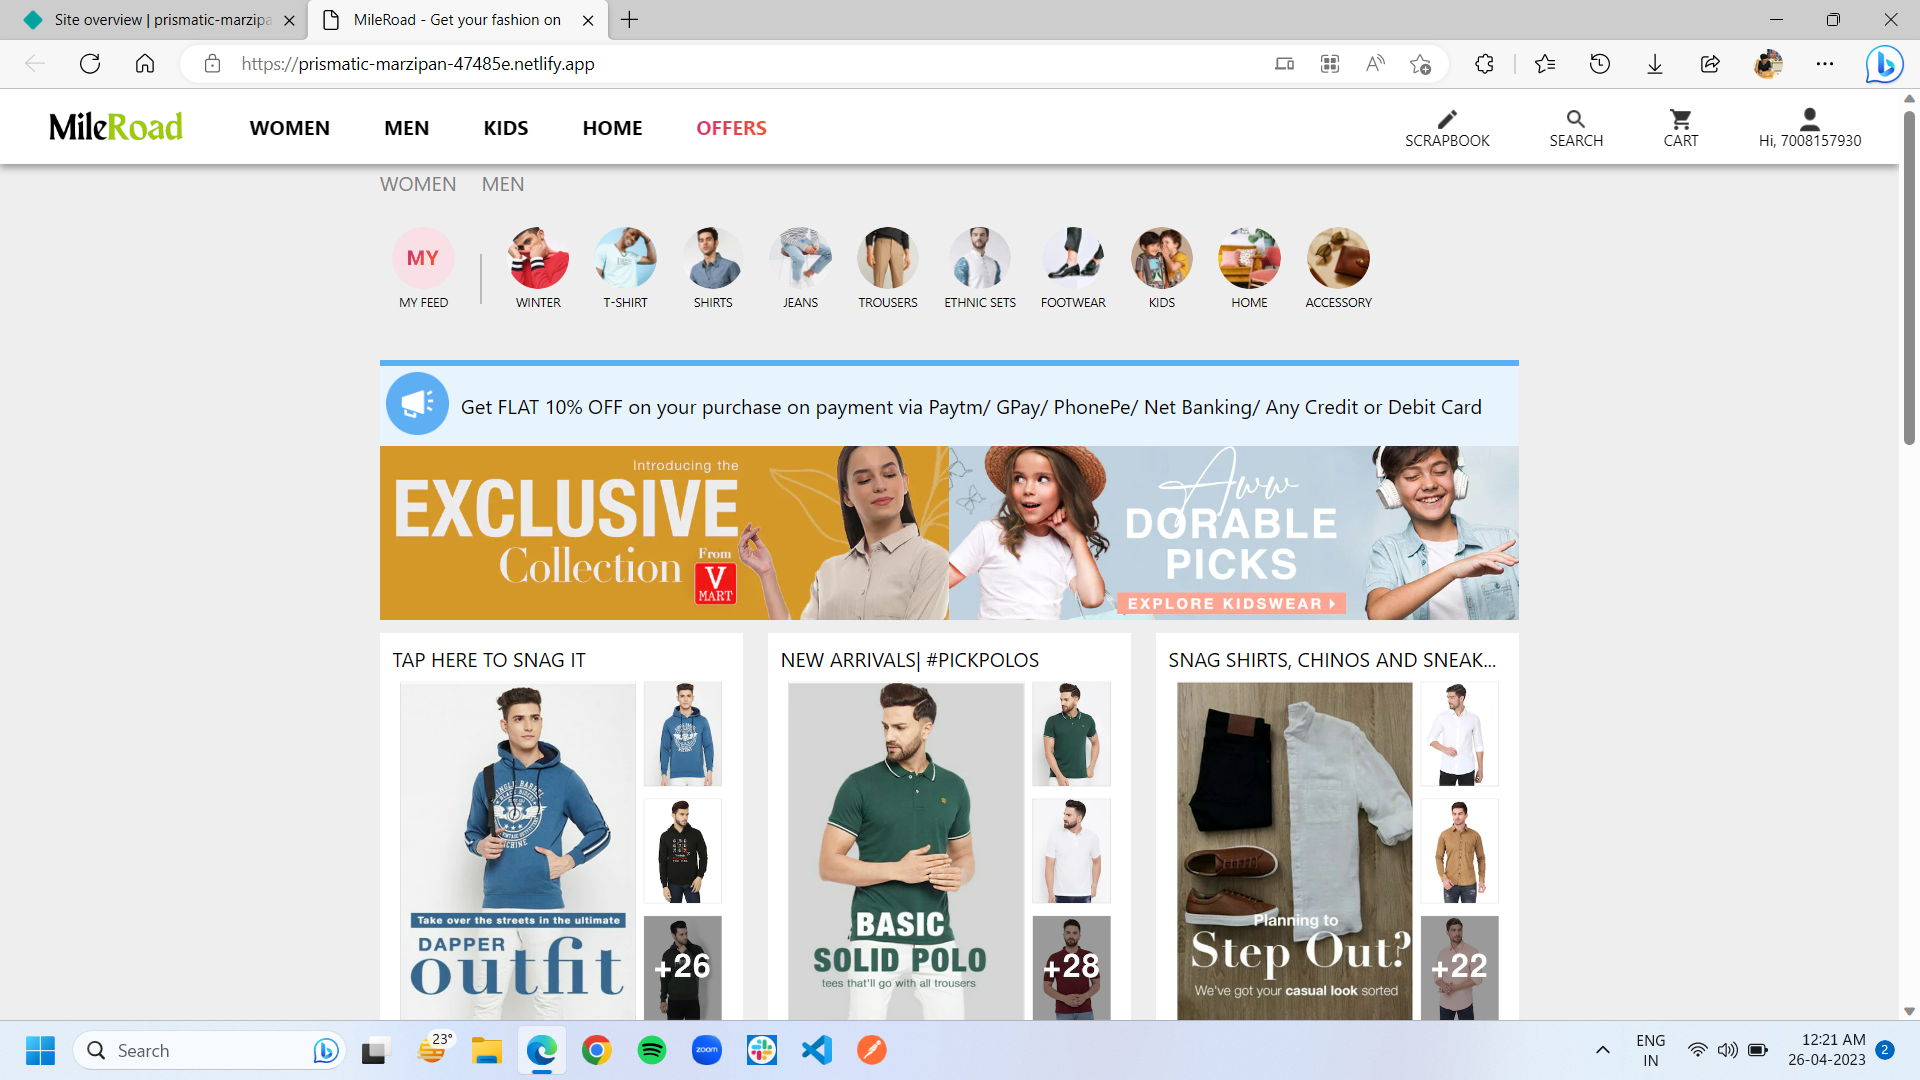 Site overview | prismatic-marzipa
MileRoad - Get your fashion on
https://prismatic-marzipan-47485e.netlify.app
MileRoad
WOMEN MEN KIDS HOME OFFERS
SCRAPBOOK SEARCH CART Hi, 7008157930
WOMEN MEN
MY
MY FEED WINTER T-SHIRT SHIRTS JEANS TROUSERS ETHNIC SETS FOOTWEAR KIDS HOME ACCESSORY
Get FLAT 10% OFF on your purchase on payment via Paytm/ GPay/ PhonePe/ Net Banking/ Any Credit or Debit Card
Introducing the
EXCLUSIVE
Collection
From
V
MART
Aww
DORABLE
PICKS
EXPLORE KIDSWEAR
TAP HERE TO SNAG IT
Take over the streets in the ultimate
DAPPER
outfit
+26
NEW ARRIVALS| #PICKPOLOS
BASIC
SOLID POLO
tees that'll go with all trousers
+28
SNAG SHIRTS, CHINOS AND SNEAK...
Planning to
Step Out?
We've got your casual look sorted
+22
Search
23°
zoom
ENG
IN
12:21 AM
26-04-2023
2